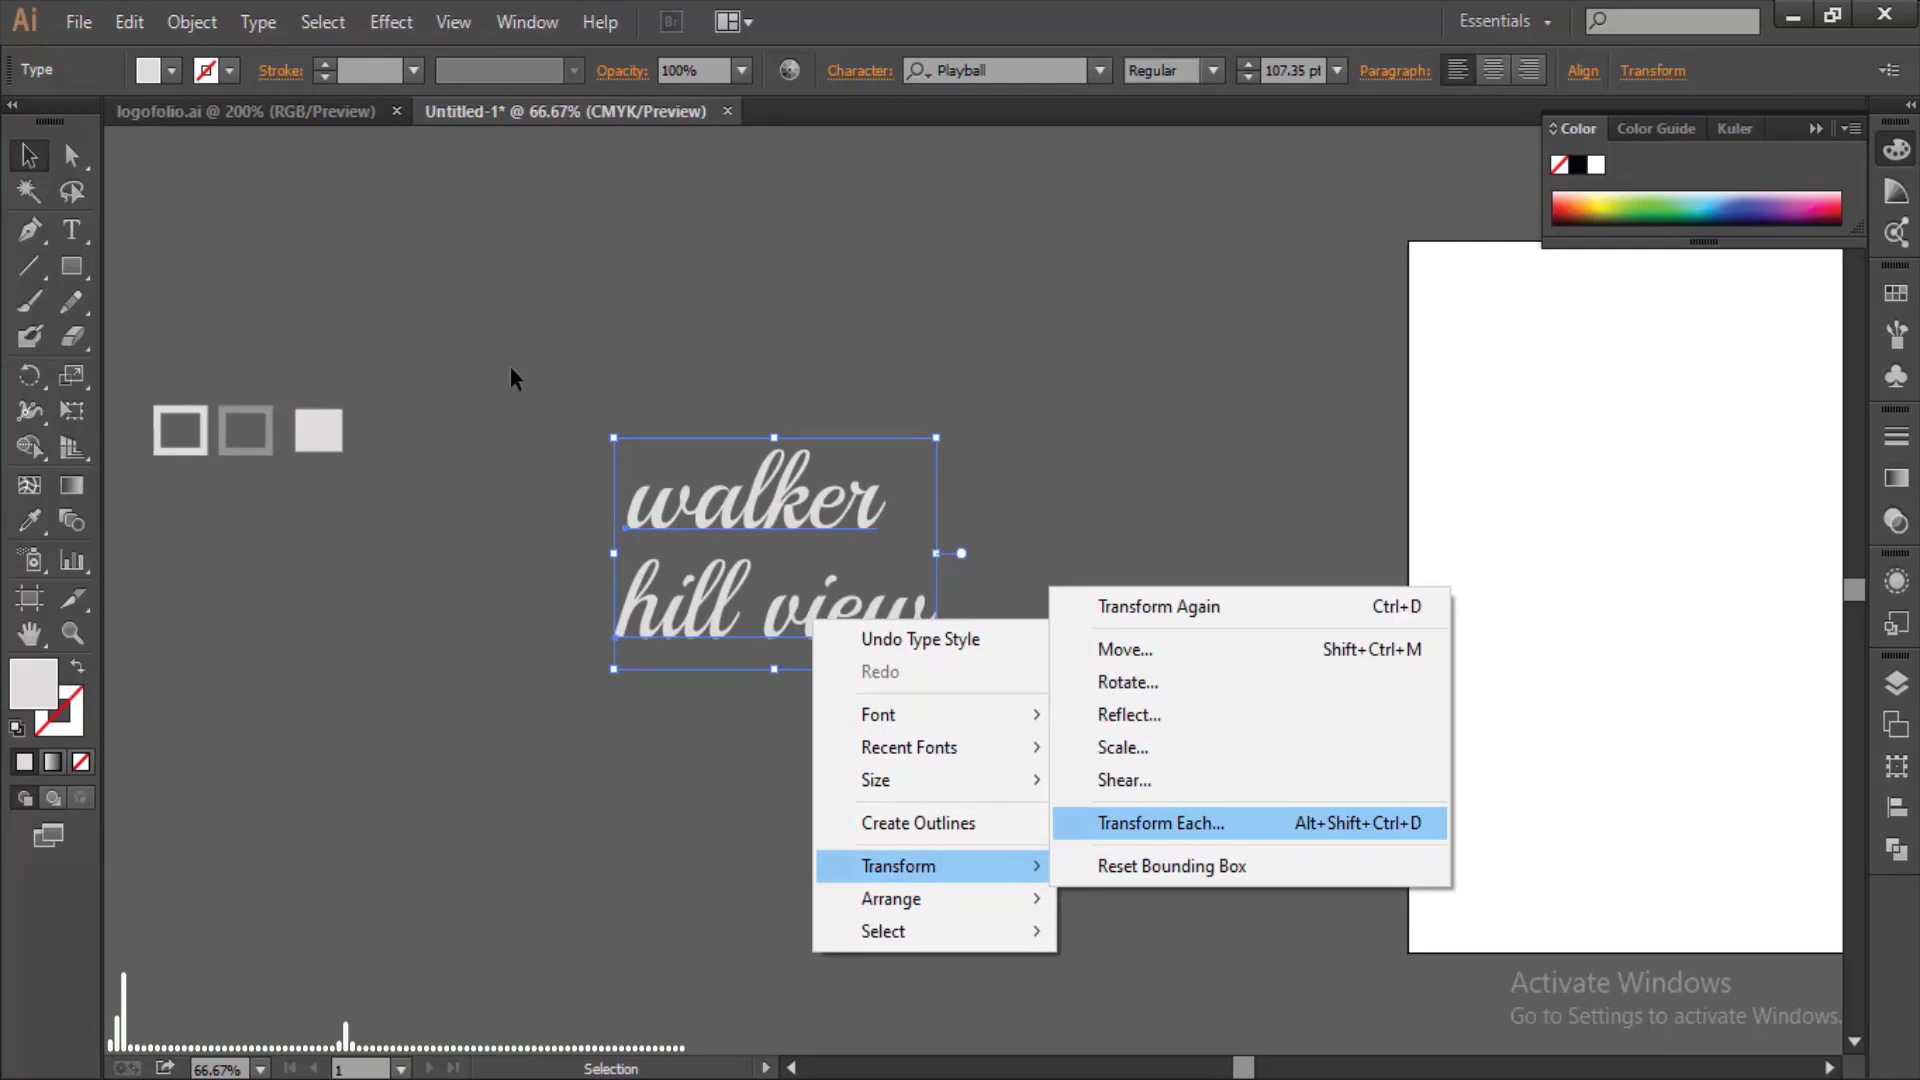 Ai File Edit Object Type Select Effect View Window Help Br Essentials
Type Stroke: Opacity: 100% Character: Playball Regular 107.35 pt Paragraph: Align Transform
logofolio.ai @ 200% (RGB/Preview) Untitled-1* @ 66.67% (CMYK/Preview)
Color Color Guide Kuler
walker
hill view
Undo Type Style
Redo
Font
Recent Fonts
Size
Create Outlines
Transform
Arrange
Select
Transform Again Ctrl+D
Move... Shift+Ctrl+M
Rotate...
Reflect...
Scale...
Shear...
Transform Each... Alt+Shift+Ctrl+D
Reset Bounding Box
Activate Windows
Go to Settings to activate Windows.
66.67% 1 Selection